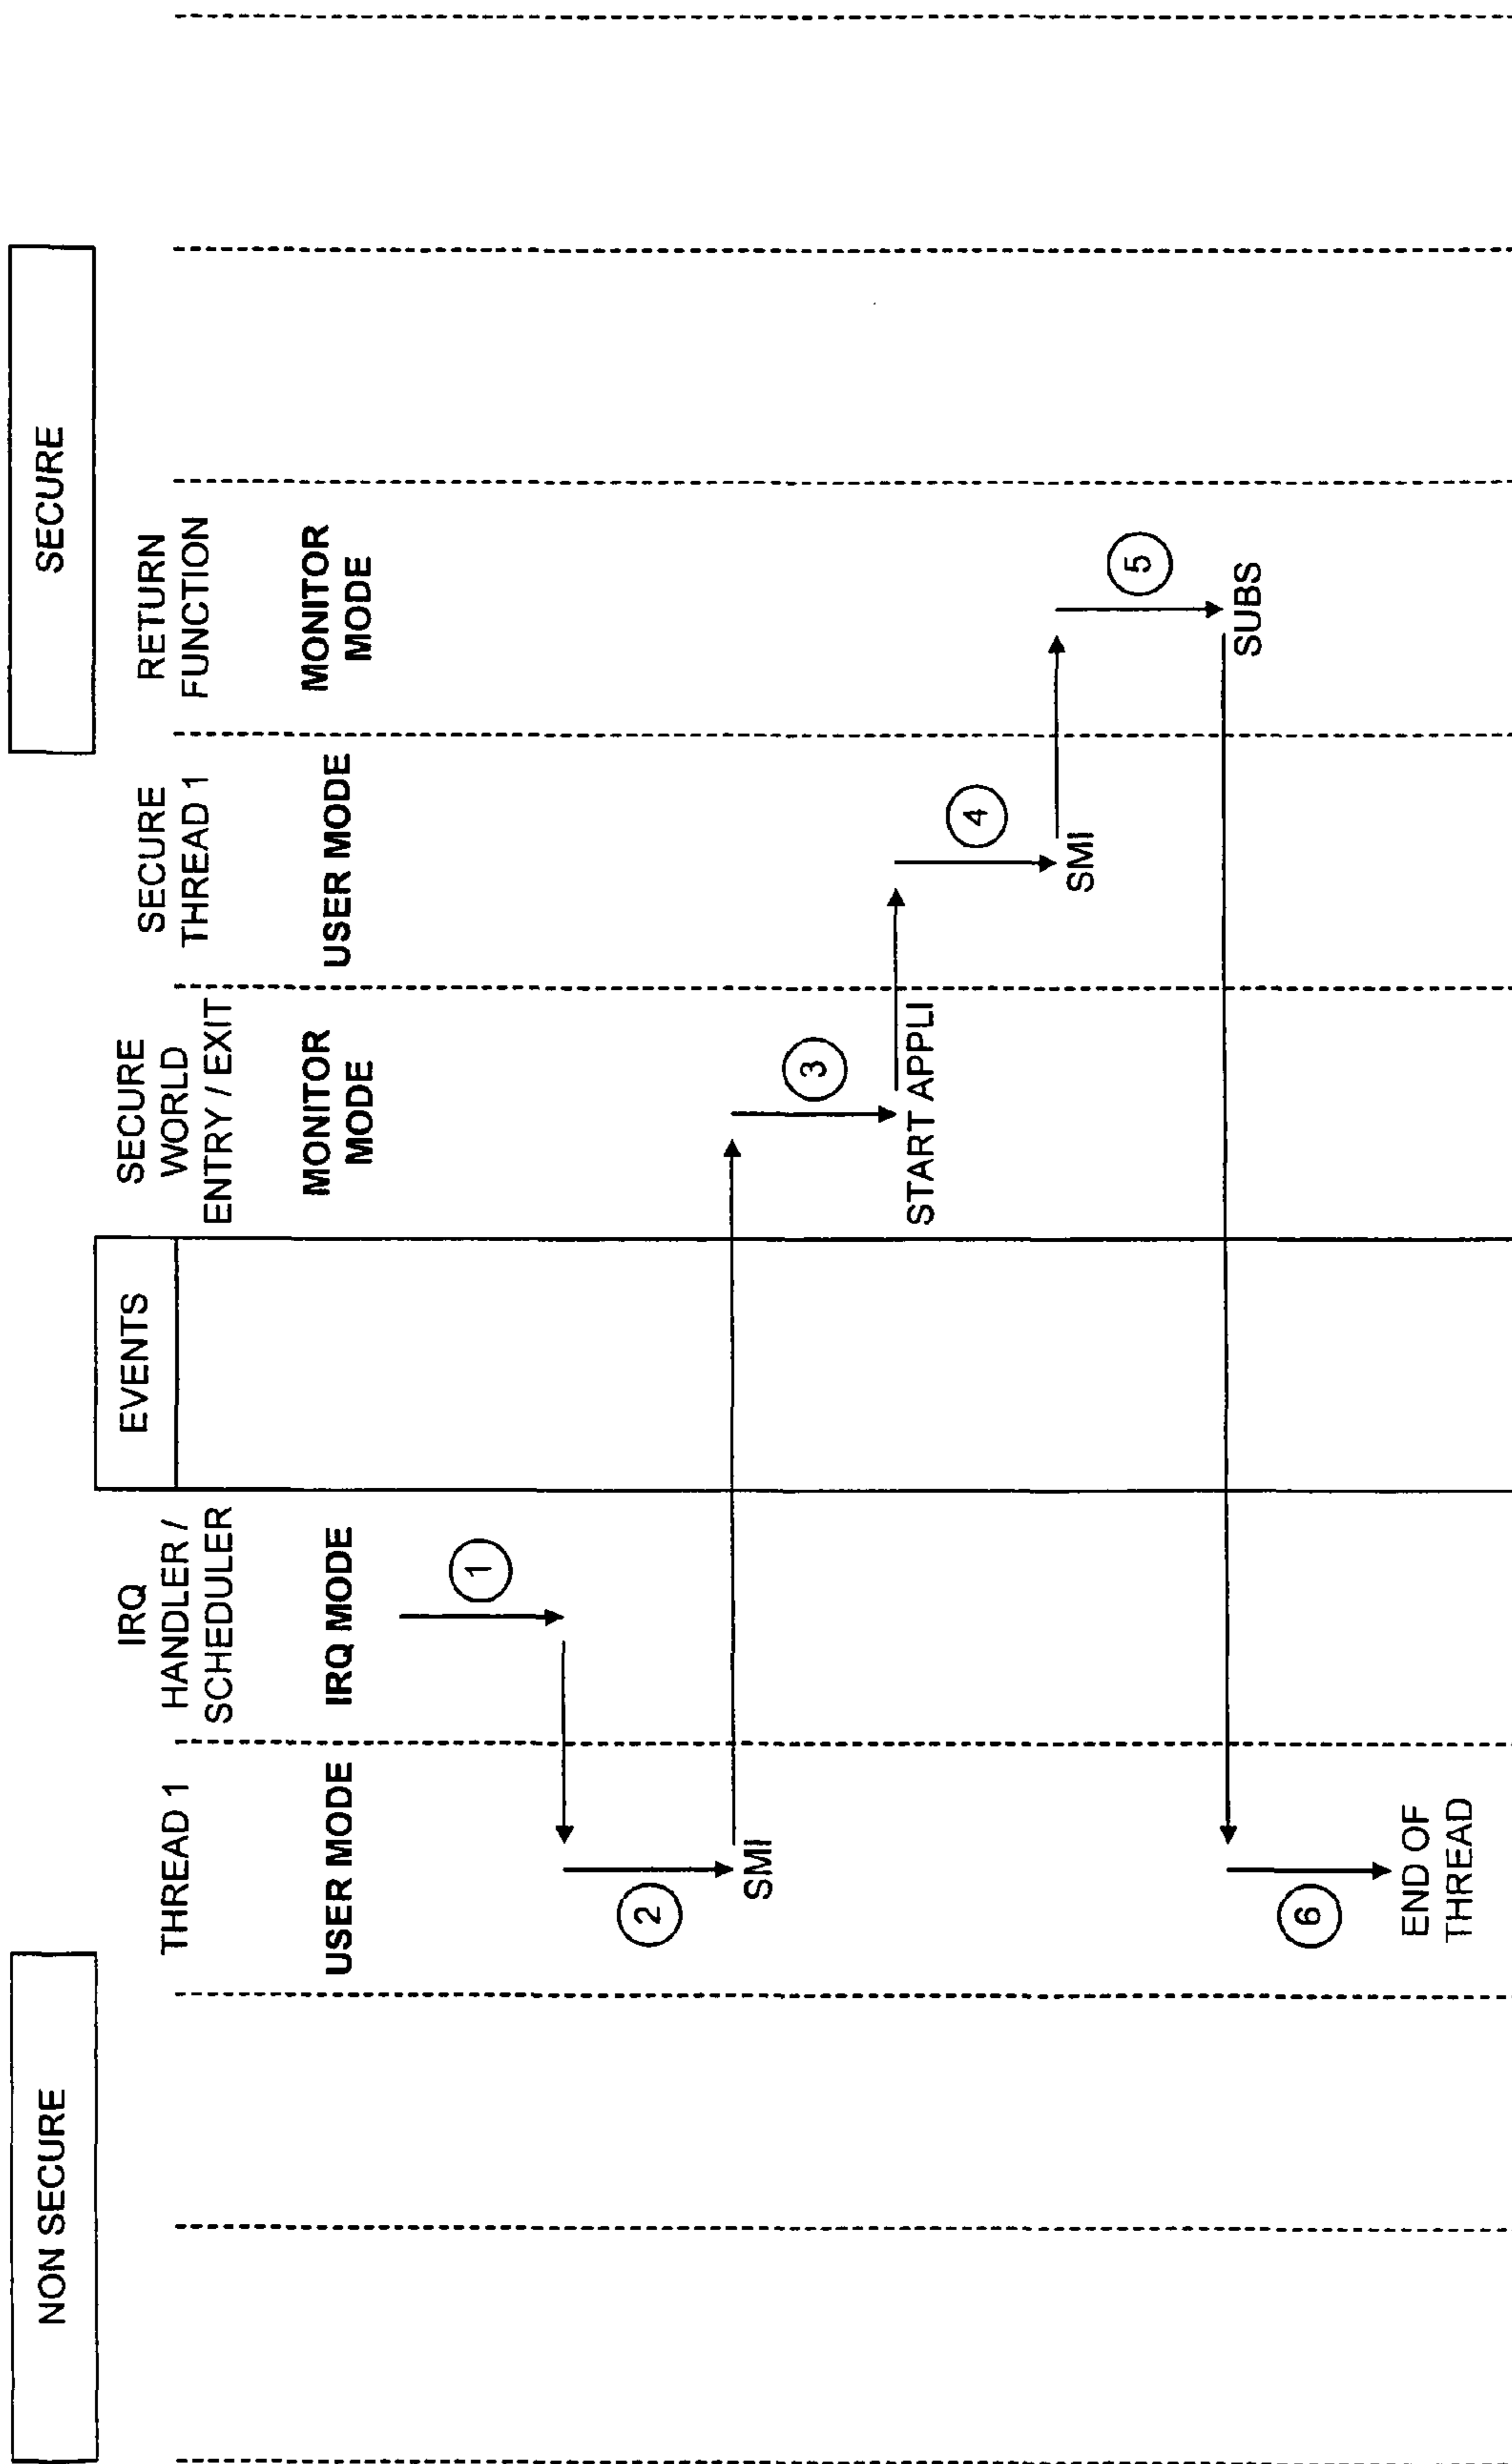 NON SECURE
SECURE
EVENTS
THREAD 1
IRQ
HANDLER /
SCHEDULER
SECURE
WORLD
ENTRY / EXIT
SECURE
THREAD 1
RETURN
FUNCTION
USER MODE
IRQ MODE
MONITOR
MODE
USER MODE
MONITOR
MODE
1
2
SMI
3
START APPLI
4
SMI
5
SUBS
6
END OF
THREAD